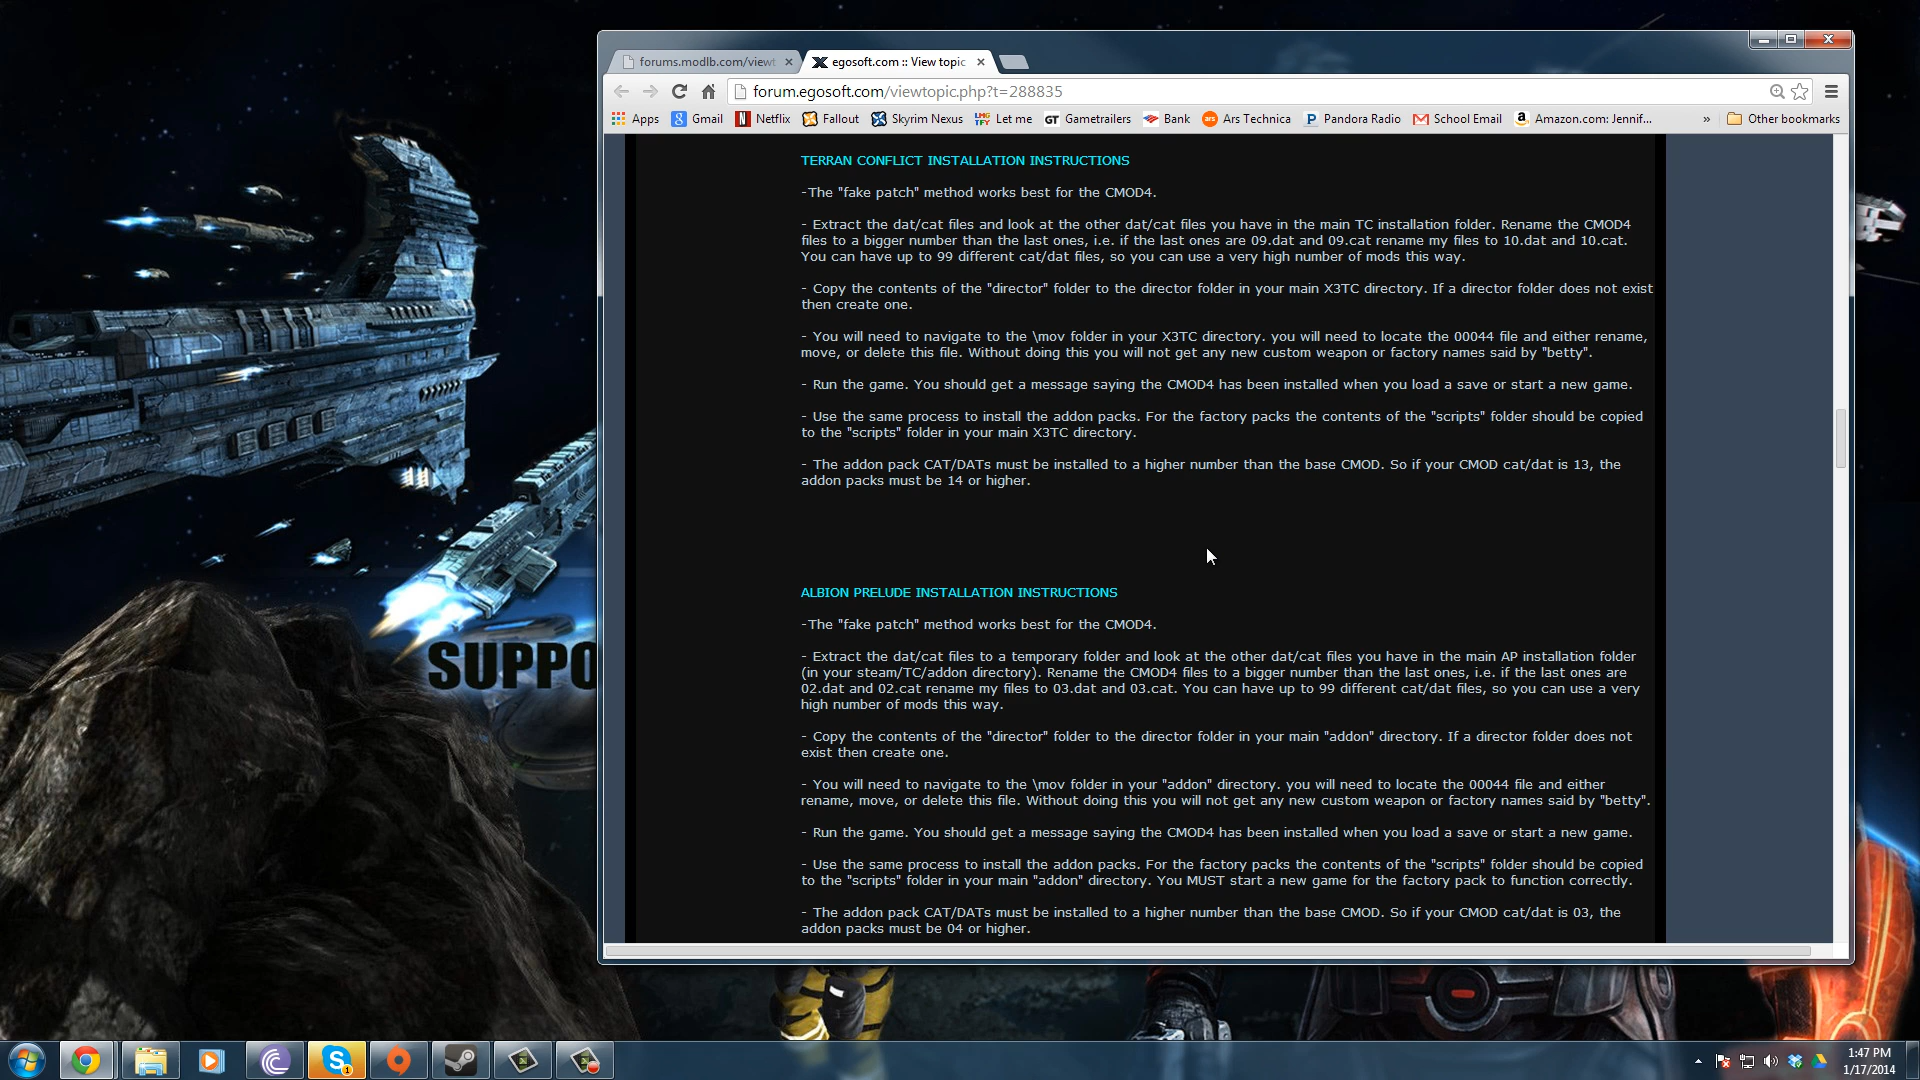 forums.modlb.com/viewt
egosoft.com :: View topic
forum.egosoft.com/viewtopic.php?t=288835
Apps
Gmail
Netflix
Fallout
Skyrim Nexus
LMG TFY
Let me
GT
Gametrailers
Bank
ars
Ars Technica
Pandora Radio
School Email
Amazon.com: Jennif...
»
Other bookmarks
TERRAN CONFLICT INSTALLATION INSTRUCTIONS
-The "fake patch" method works best for the CMOD4.
- Extract the dat/cat files and look at the other dat/cat files you have in the main TC installation folder. Rename the CMOD4
files to a bigger number than the last ones, i.e. if the last ones are 09.dat and 09.cat rename my files to 10.dat and 10.cat.
You can have up to 99 different cat/dat files, so you can use a very high number of mods this way.
- Copy the contents of the "director" folder to the director folder in your main X3TC directory. If a director folder does not exist
then create one.
- You will need to navigate to the \mov folder in your X3TC directory. you will need to locate the 00044 file and either rename,
move, or delete this file. Without doing this you will not get any new custom weapon or factory names said by "betty".
- Run the game. You should get a message saying the CMOD4 has been installed when you load a save or start a new game.
- Use the same process to install the addon packs. For the factory packs the contents of the "scripts" folder should be copied
to the "scripts" folder in your main X3TC directory.
- The addon pack CAT/DATs must be installed to a higher number than the base CMOD. So if your CMOD cat/dat is 13, the
addon packs must be 14 or higher.
ALBION PRELUDE INSTALLATION INSTRUCTIONS
-The "fake patch" method works best for the CMOD4.
- Extract the dat/cat files to a temporary folder and look at the other dat/cat files you have in the main AP installation folder
(in your steam/TC/addon directory). Rename the CMOD4 files to a bigger number than the last ones, i.e. if the last ones are
02.dat and 02.cat rename my files to 03.dat and 03.cat. You can have up to 99 different cat/dat files, so you can use a very
high number of mods this way.
- Copy the contents of the "director" folder to the director folder in your main "addon" directory. If a director folder does not
exist then create one.
- You will need to navigate to the \mov folder in your "addon" directory. you will need to locate the 00044 file and either
rename, move, or delete this file. Without doing this you will not get any new custom weapon or factory names said by "betty".
- Run the game. You should get a message saying the CMOD4 has been installed when you load a save or start a new game.
- Use the same process to install the addon packs. For the factory packs the contents of the "scripts" folder should be copied
to the "scripts" folder in your main "addon" directory. You MUST start a new game for the factory pack to function correctly.
- The addon pack CAT/DATs must be installed to a higher number than the base CMOD. So if your CMOD cat/dat is 03, the
addon packs must be 04 or higher.
SUPPO
1:47 PM
1/17/2014